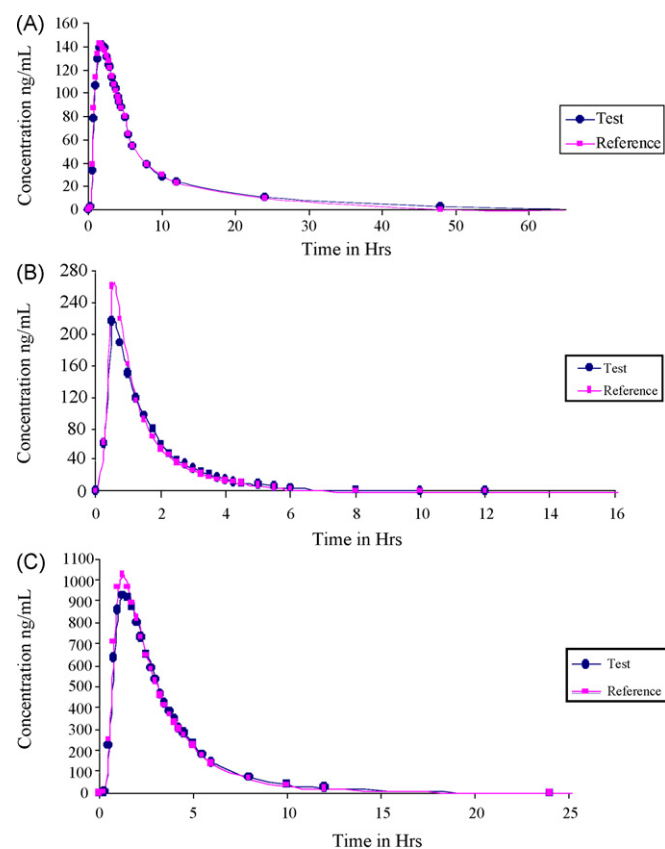 (A)
Concentration ng/mL
160
140
120
100
80
60
40
20
0
0 10 20 30 40 50 60
Time in Hrs
Test
Reference
(B)
Concentration ng/mL
280
240
200
160
120
80
40
0
0 2 4 6 8 10 12 14 16
Time in Hrs
Test
Reference
(C)
Concentration ng/mL
1100
1000
900
800
700
600
500
400
300
200
100
0
0 5 10 15 20 25
Time in Hrs
Test
Reference